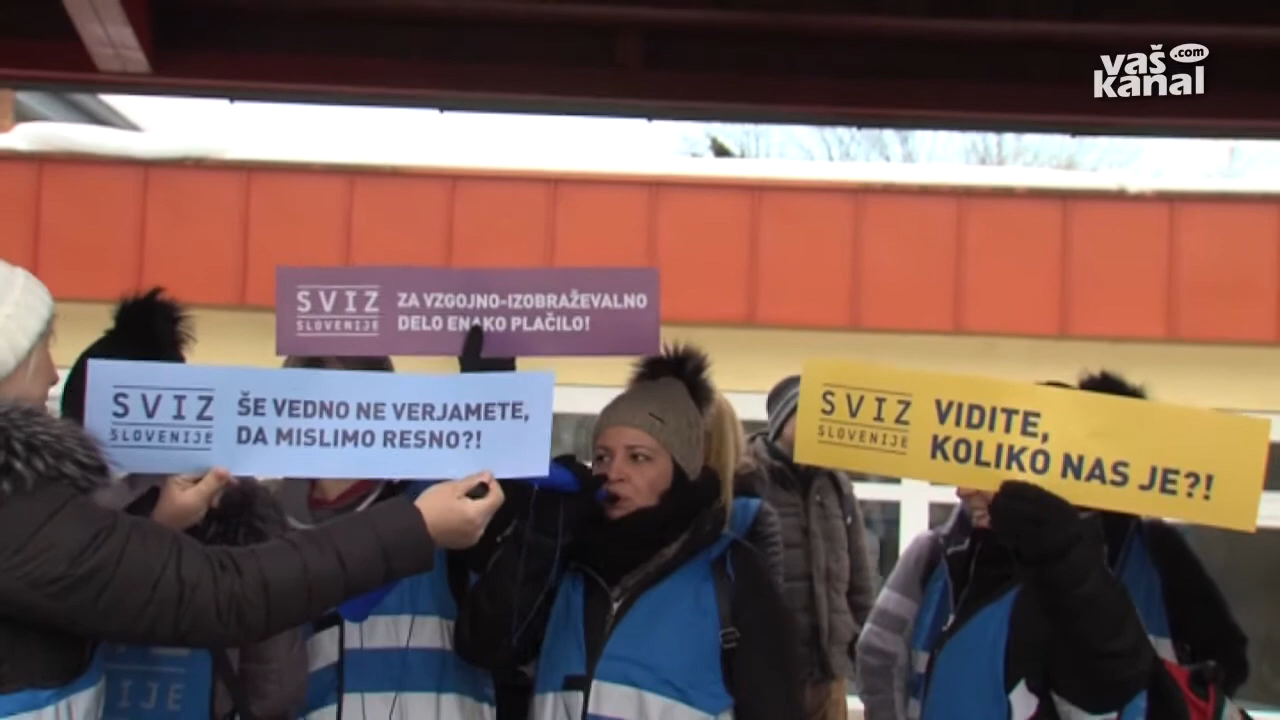 vaš .com
kanal
SVIZ
SLOVENIJE
ZA VZGOJNO-IZOBRAŽEVALNO
DELO ENAKO PLAČILO!
SVIZ
SLOVENIJE
ŠE VEDNO NE VERJAMETE,
DA MISLIMO RESNO?!
SVIZ
SLOVENIJE
VIDITE,
KOLIKO NAS JE?!
IJE